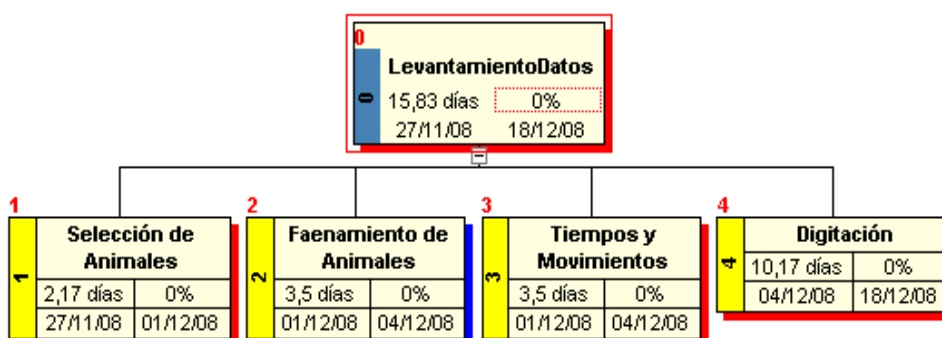 0
0
LevantamientoDatos
15,83 días 0%
27/11/08 18/12/08
1
1
Selección de
Animales
2,17 días 0%
27/11/08 01/12/08
2
2
Faenamiento de
Animales
3,5 días 0%
01/12/08 04/12/08
3
3
Tiempos y
Movimientos
3,5 días 0%
01/12/08 04/12/08
4
4
Digitación
10,17 días 0%
04/12/08 18/12/08